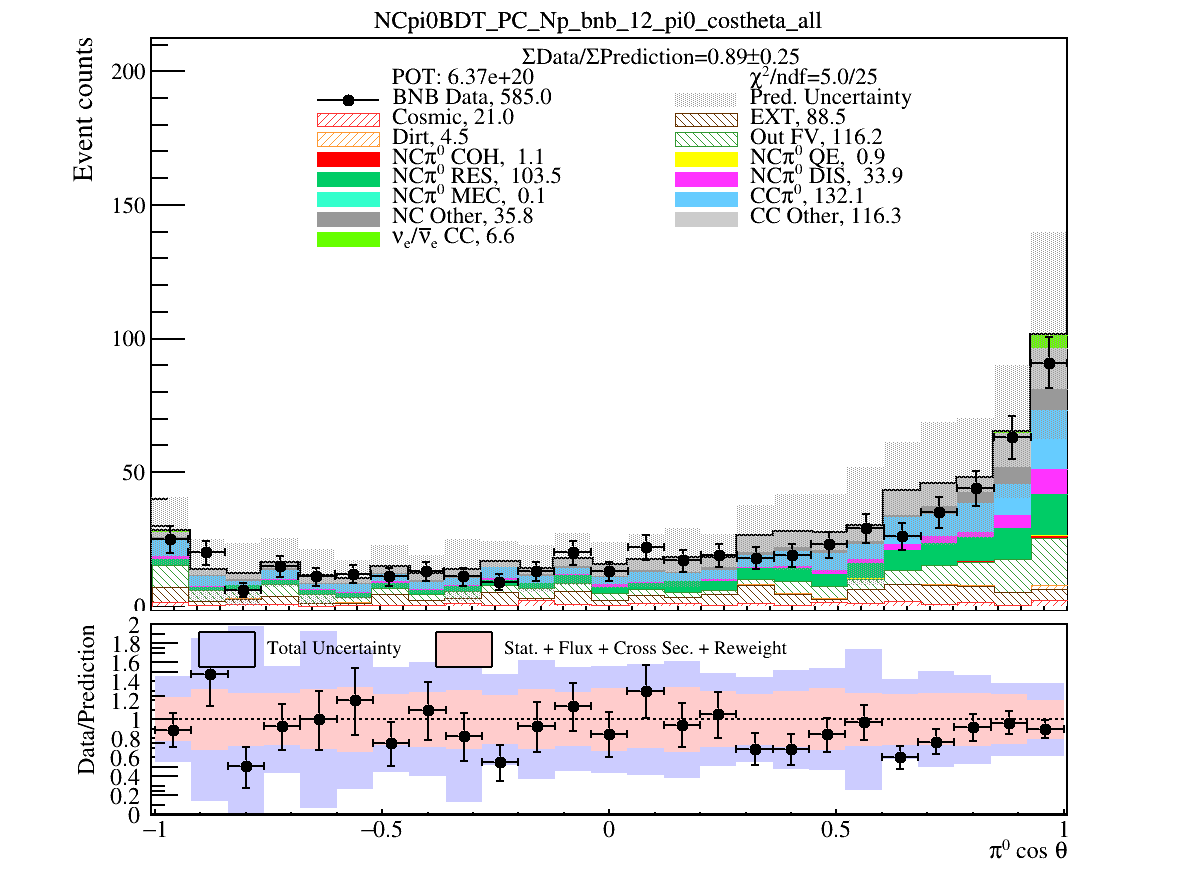 NCpi0BDT_PC_Np_bnb_12_pi0_costheta_all
ΣData/ΣPrediction=0.89±0.25
POT: 6.37e+20 χ²/ndf=5.0/25
BNB Data, 585.0 Pred. Uncertainty
Cosmic, 21.0 EXT, 88.5
Dirt, 4.5 Out FV, 116.2
NCπ⁰ COH, 1.1 NCπ⁰ QE, 0.9
NCπ⁰ RES, 103.5 NCπ⁰ DIS, 33.9
NCπ⁰ MEC, 0.1 CCπ⁰, 132.1
NC Other, 35.8 CC Other, 116.3
νₑ/ν̅ₑ CC, 6.6
Event counts
200
150
100
50
0
Total Uncertainty Stat. + Flux + Cross Sec. + Reweight
Data/Prediction
2
1.8
1.6
1.4
1.2
1
0.8
0.6
0.4
0.2
0
−1 −0.5 0 0.5 1
π⁰ cos θ